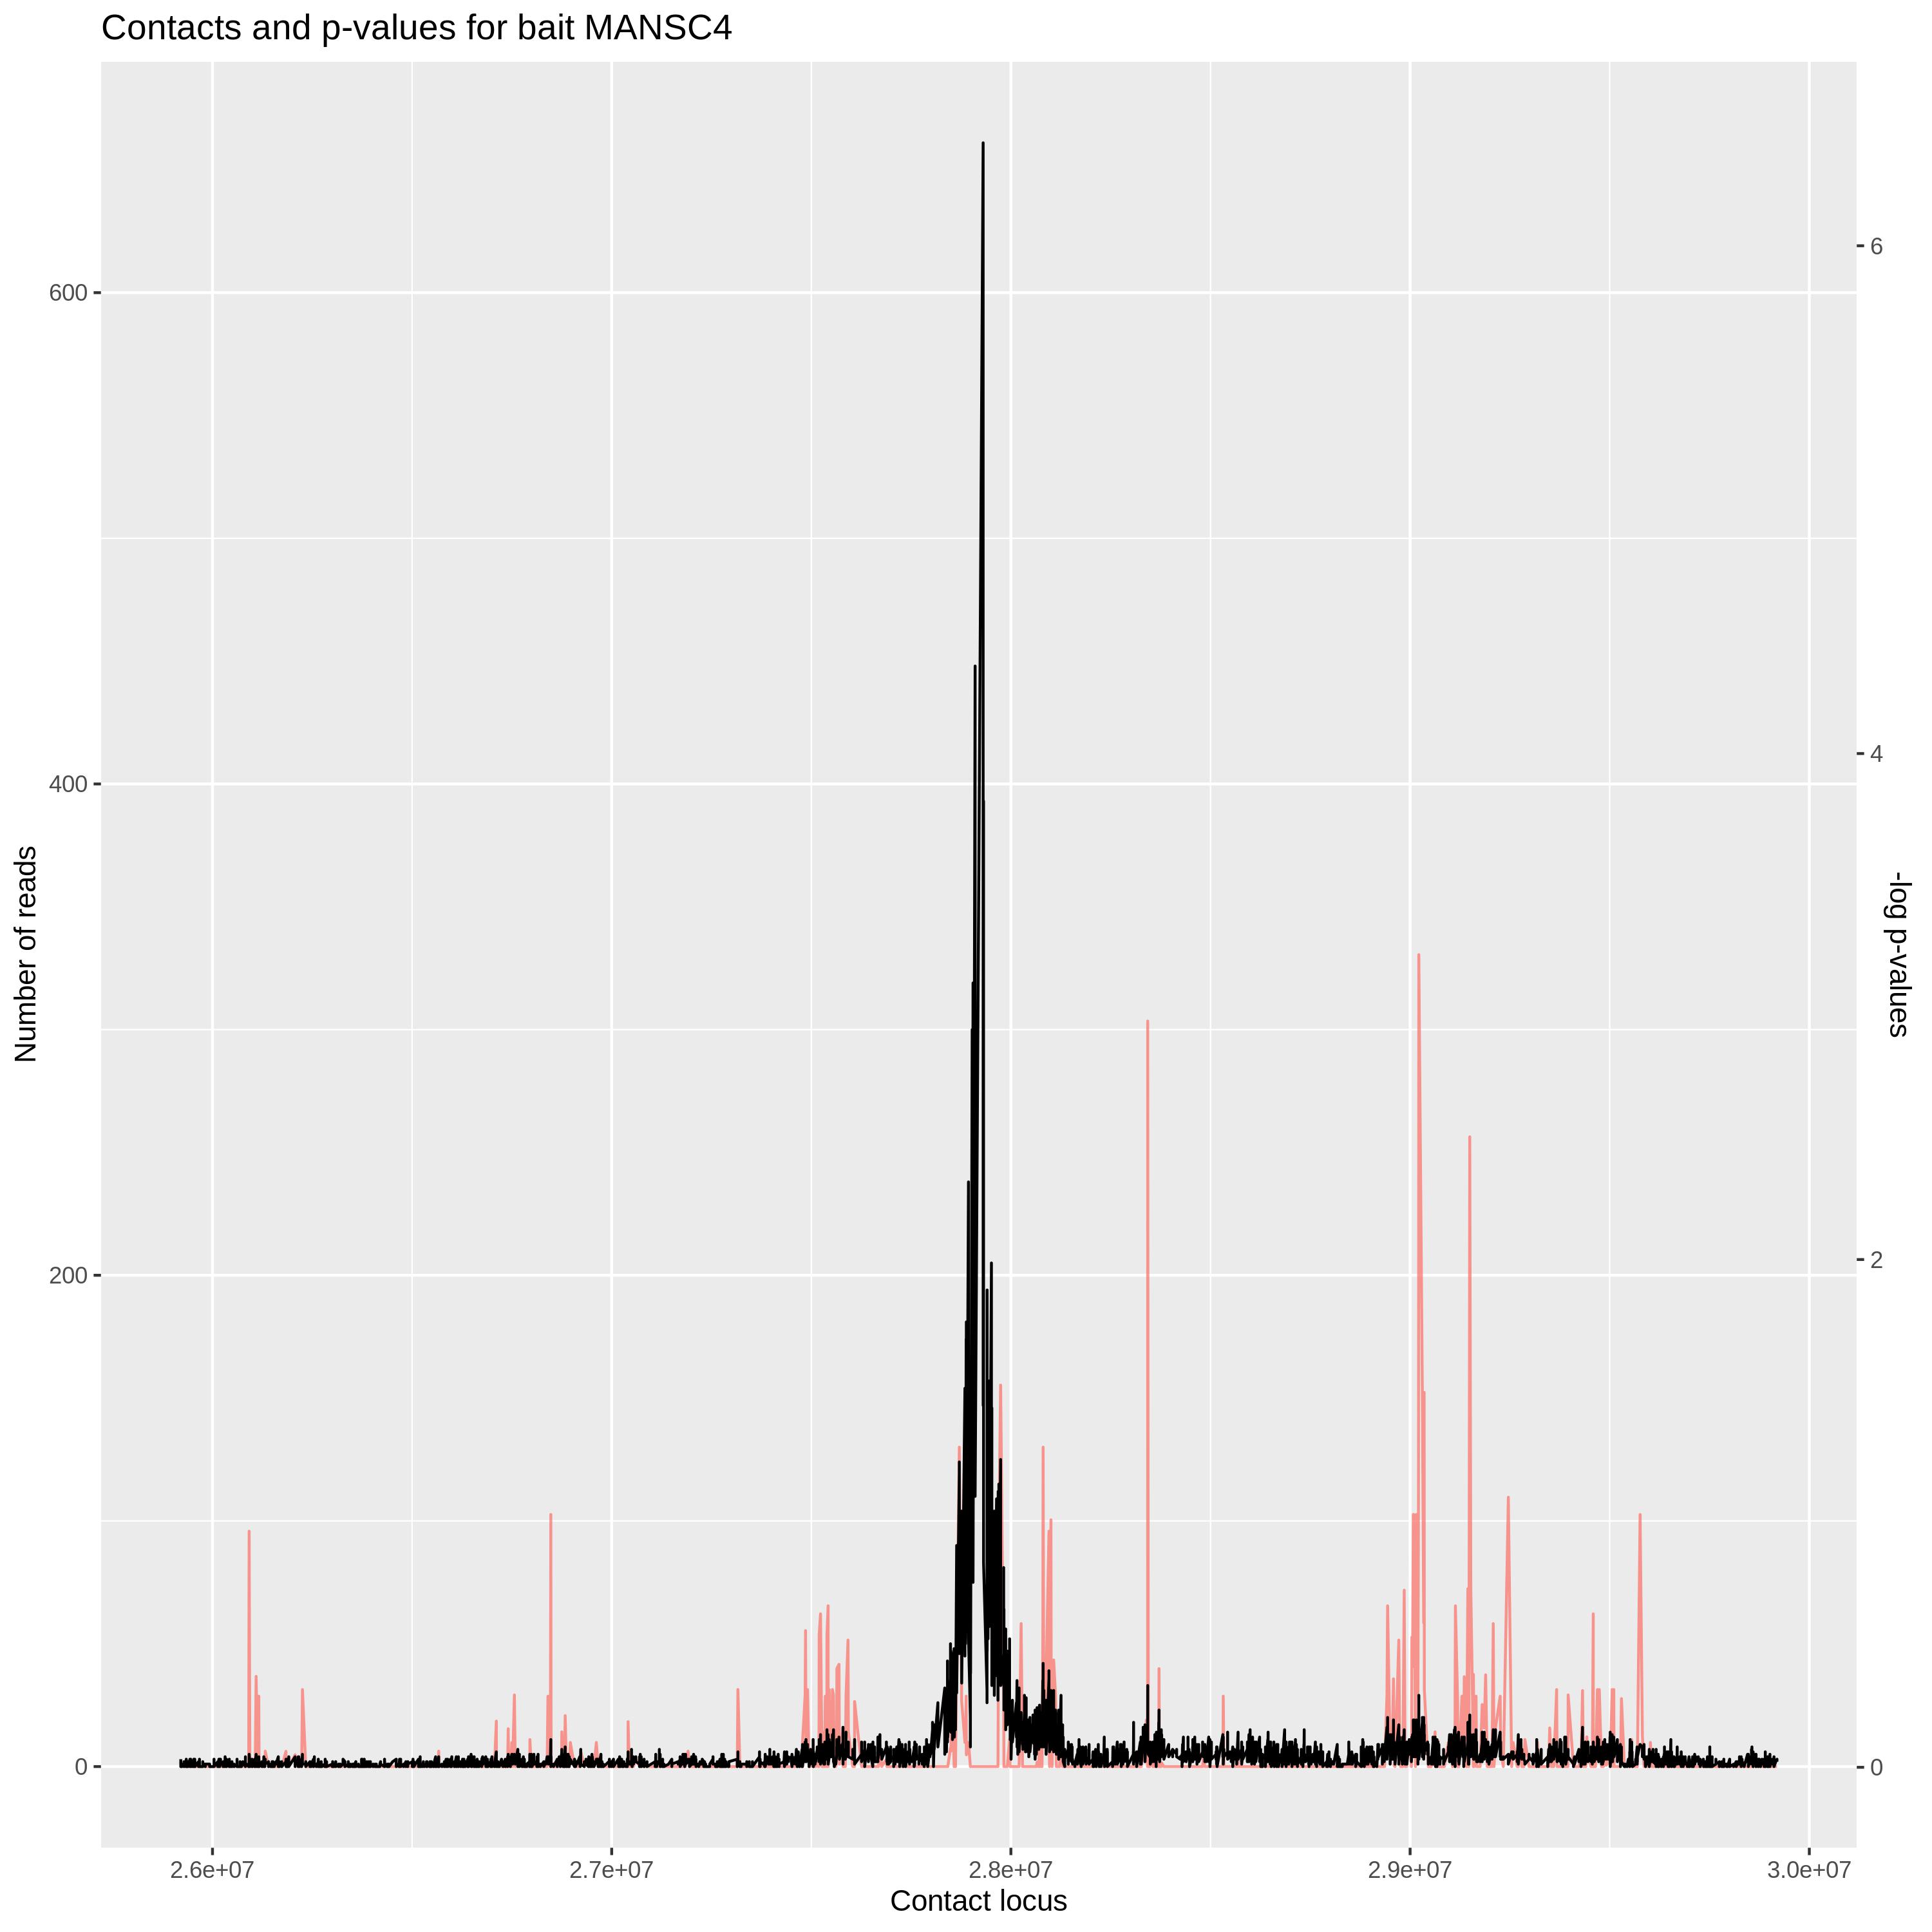 Contacts and p-values for bait MANSC4
600
400
200
0
6
4
2
0
Number of reads
-log p-values
2.6e+07
2.7e+07
2.8e+07
2.9e+07
3.0e+07
Contact locus